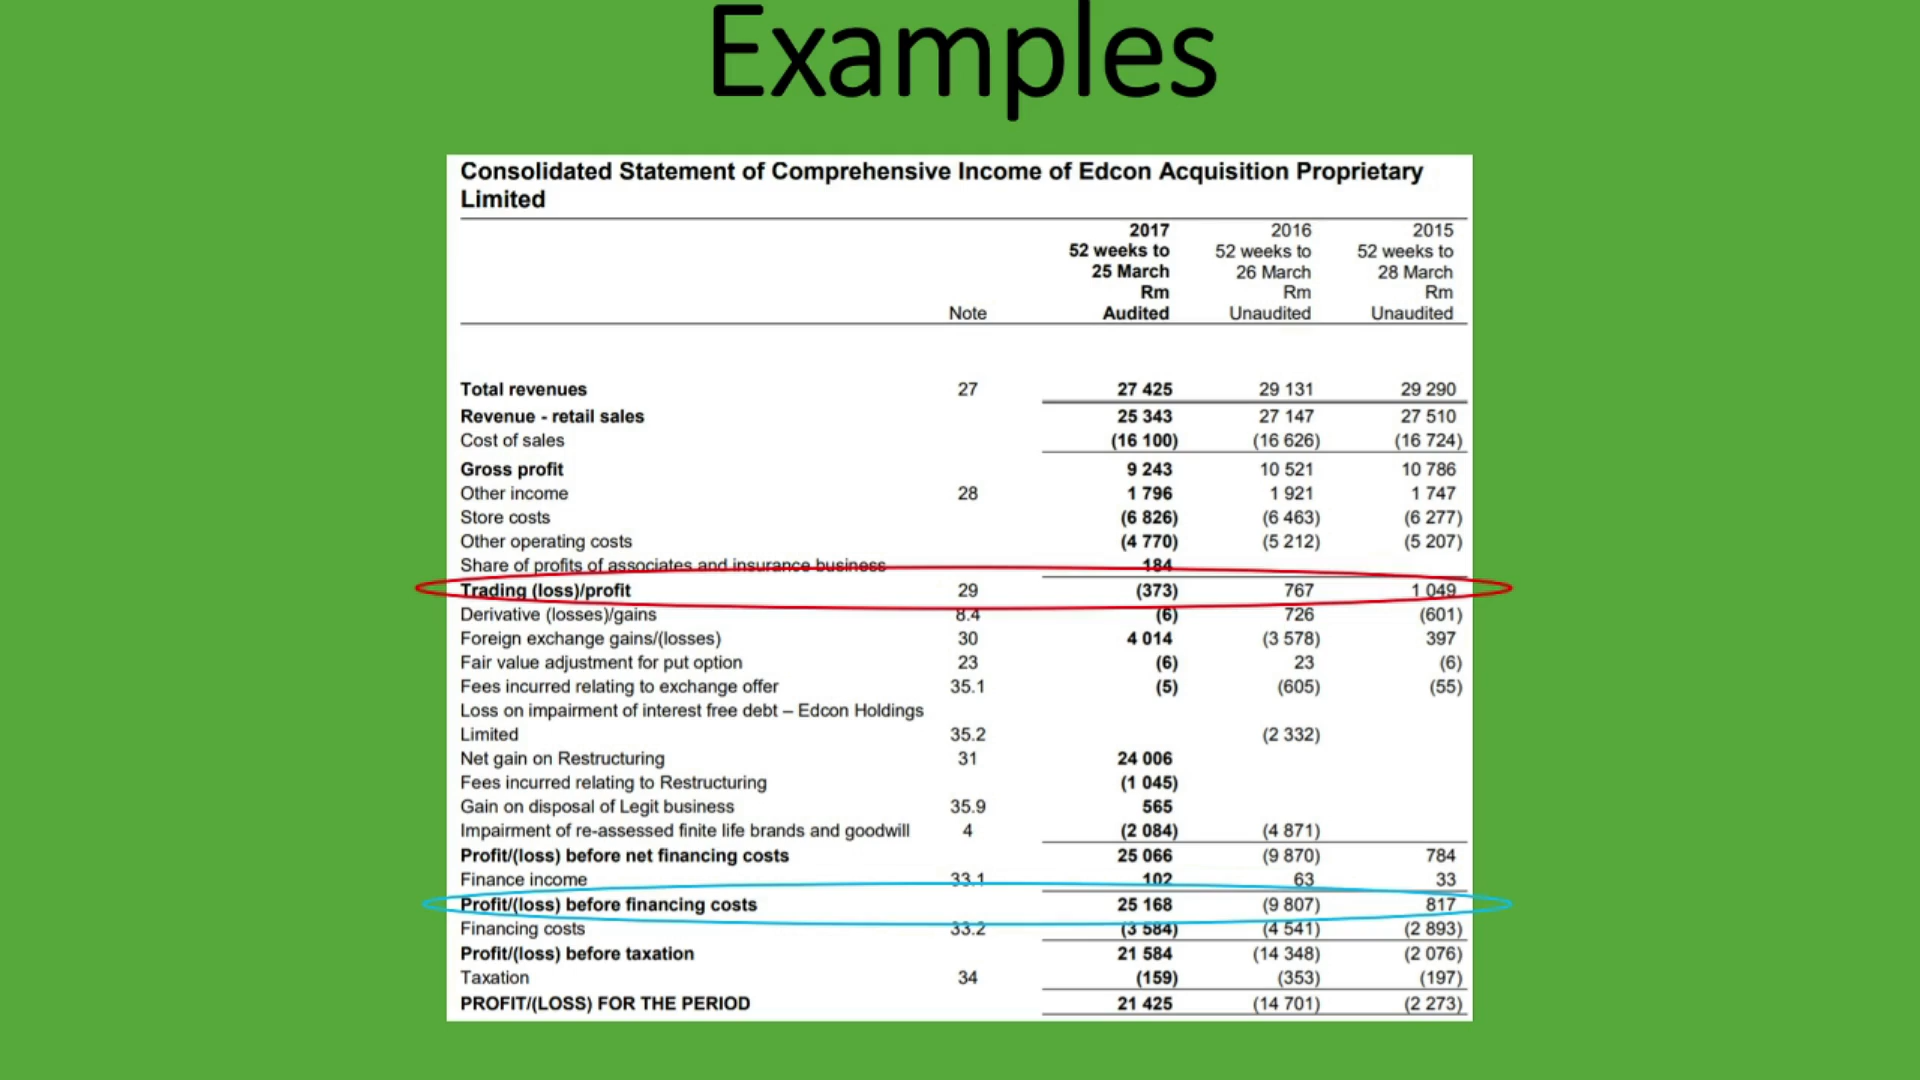 Examples
Consolidated Statement of Comprehensive Income of Edcon Acquisition Proprietary
Limited
2017 2016 2015
52 weeks to 52 weeks to 52 weeks to
25 March 26 March 28 March
Rm Rm Rm
Note Audited Unaudited Unaudited
Total revenues 27 27 425 29 131 29 290
Revenue - retail sales 25 343 27 147 27 510
Cost of sales (16 100) (16 626) (16 724)
Gross profit 9 243 10 521 10 786
Other income 28 1 796 1 921 1 747
Store costs (6 826) (6 463) (6 277)
Other operating costs (4 770) (5 212) (5 207)
Share of profits of associates and insurance business 184
Trading (loss)/profit 29 (373) 767 1 049
Derivative (losses)/gains 8.4 (6) 726 (601)
Foreign exchange gains/(losses) 30 4 014 (3 578) 397
Fair value adjustment for put option 23 (6) 23 (6)
Fees incurred relating to exchange offer 35.1 (5) (605) (55)
Loss on impairment of interest free debt – Edcon Holdings
Limited 35.2 (2 332)
Net gain on Restructuring 31 24 006
Fees incurred relating to Restructuring (1 045)
Gain on disposal of Legit business 35.9 565
Impairment of re-assessed finite life brands and goodwill 4 (2 084) (4 871)
Profit/(loss) before net financing costs 25 066 (9 870) 784
Finance income 33.1 102 63 33
Profit/(loss) before financing costs 25 168 (9 807) 817
Financing costs 33.2 (3 584) (4 541) (2 893)
Profit/(loss) before taxation 21 584 (14 348) (2 076)
Taxation 34 (159) (353) (197)
PROFIT/(LOSS) FOR THE PERIOD 21 425 (14 701) (2 273)